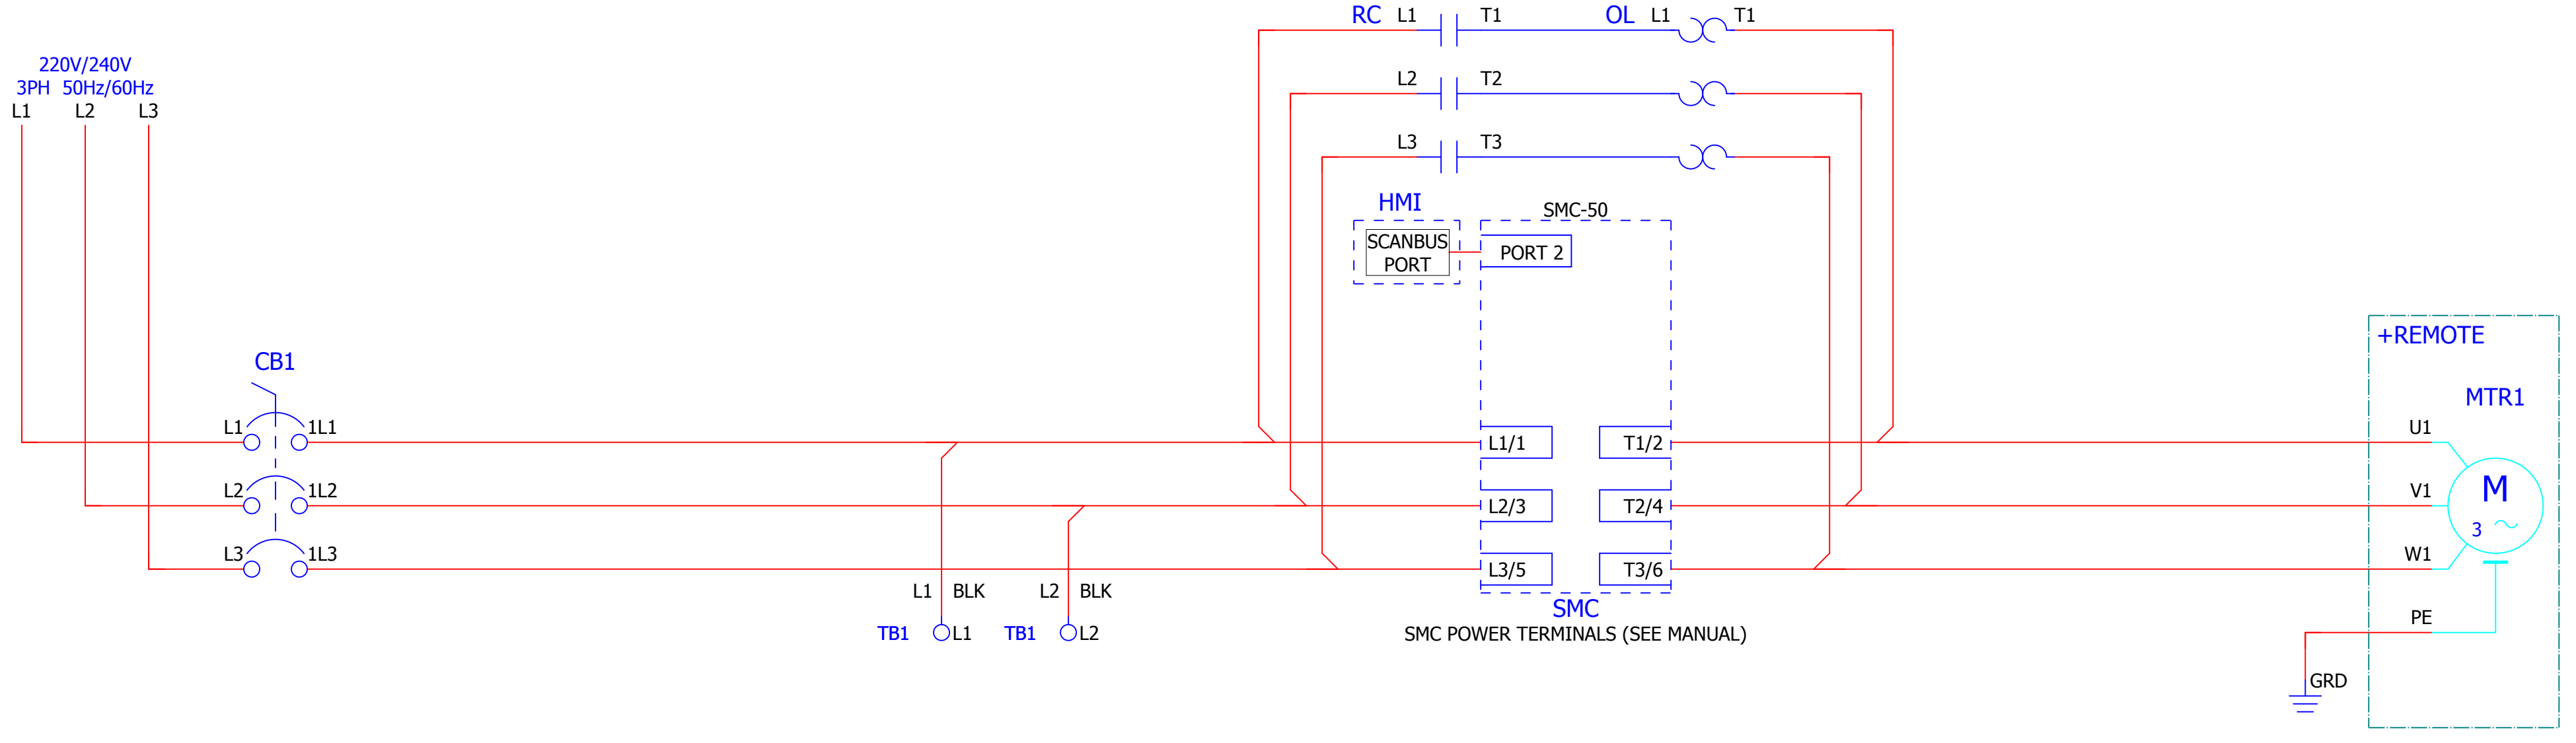 RC L1 T1 OL L1 T1
220V/240V
3PH 50Hz/60Hz
L1 L2 L3
L2 T2
L3 T3
HMI
SMC-50
SCANBUS
PORT
PORT 2
+REMOTE
CB1
MTR1
L1 1L1 L1/1 T1/2 U1
L2 1L2 L2/3 T2/4 V1
M
3
L3 1L3 L3/5 T3/6 W1
L1 BLK L2 BLK
SMC
TB1 L1 TB1 L2
SMC POWER TERMINALS (SEE MANUAL)
PE
GRD